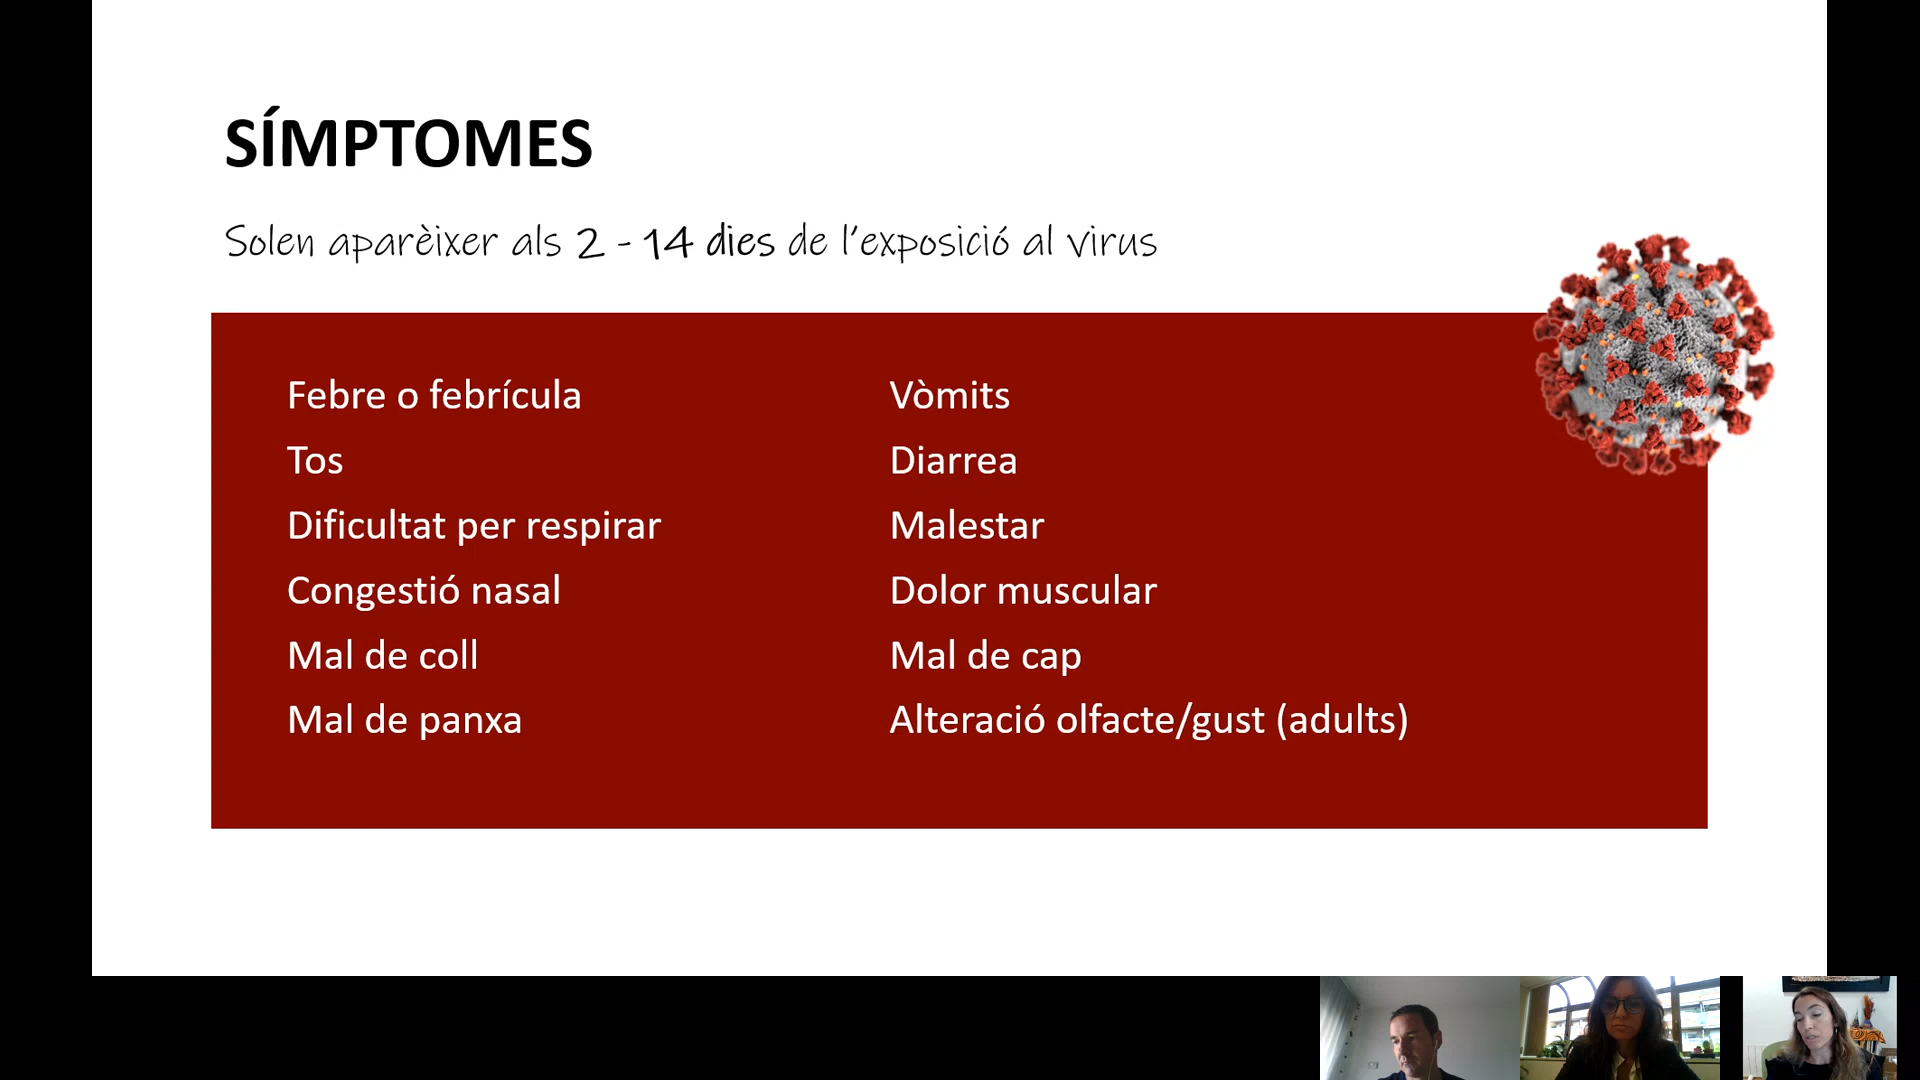 SÍMPTOMES
Solen aparèixer als 2 - 14 dies de l'exposició al virus
Febre o febrícula
Tos
Dificultat per respirar
Congestió nasal
Mal de coll
Mal de panxa
Vòmits
Diarrea
Malestar
Dolor muscular
Mal de cap
Alteració olfacte/gust (adults)